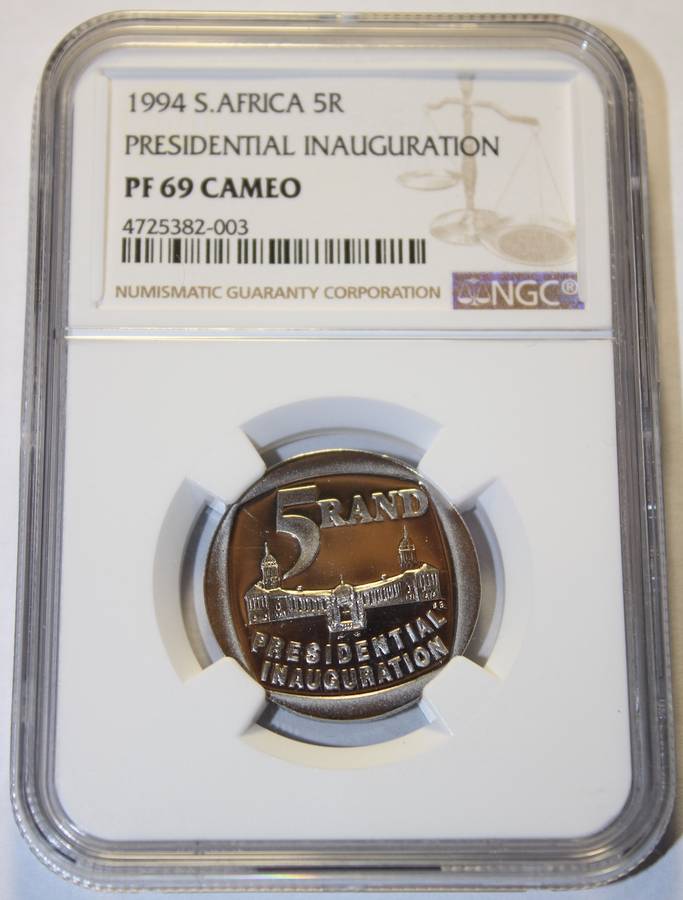 1994 S.AFRICA 5R
PRESIDENTIAL INAUGURATION
PF 69 CAMEO
4725382-003
NUMISMATIC GUARANTY CORPORATION
NGC®
5 RAND
PRESIDENTIAL
INAUGURATION